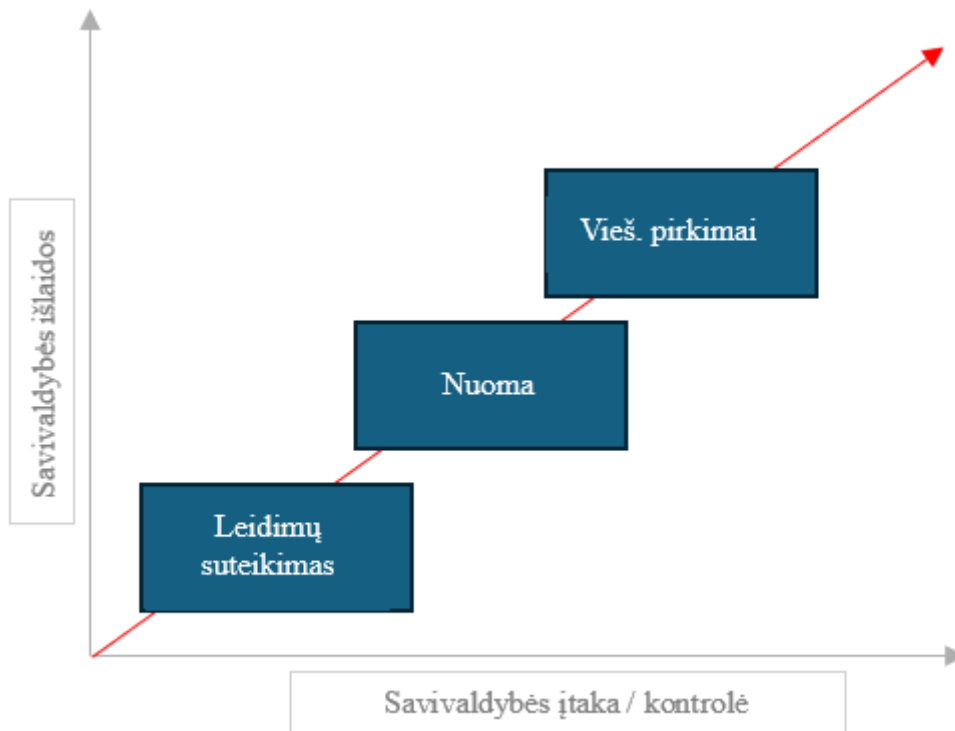 Savivaldybės išlaidos
Vieš. pirkimai
Nuoma
Leidimų
suteikimas
Savivaldybės įtaka / kontrolė